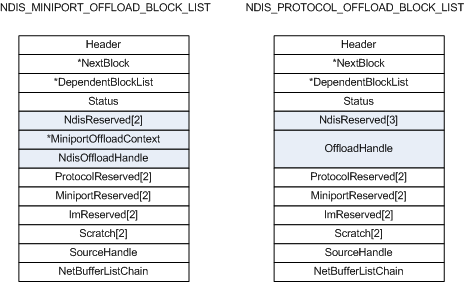 NDIS_MINIPORT_OFFLOAD_BLOCK_LIST
Header
*NextBlock
*DependentBlockList
Status
NdisReserved[2]
*MiniportOffloadContext
NdisOffloadHandle
ProtocolReserved[2]
MiniportReserved[2]
ImReserved[2]
Scratch[2]
SourceHandle
NetBufferListChain
NDIS_PROTOCOL_OFFLOAD_BLOCK_LIST
Header
*NextBlock
*DependentBlockList
Status
NdisReserved[3]
OffloadHandle
ProtocolReserved[2]
MiniportReserved[2]
ImReserved[2]
Scratch[2]
SourceHandle
NetBufferListChain